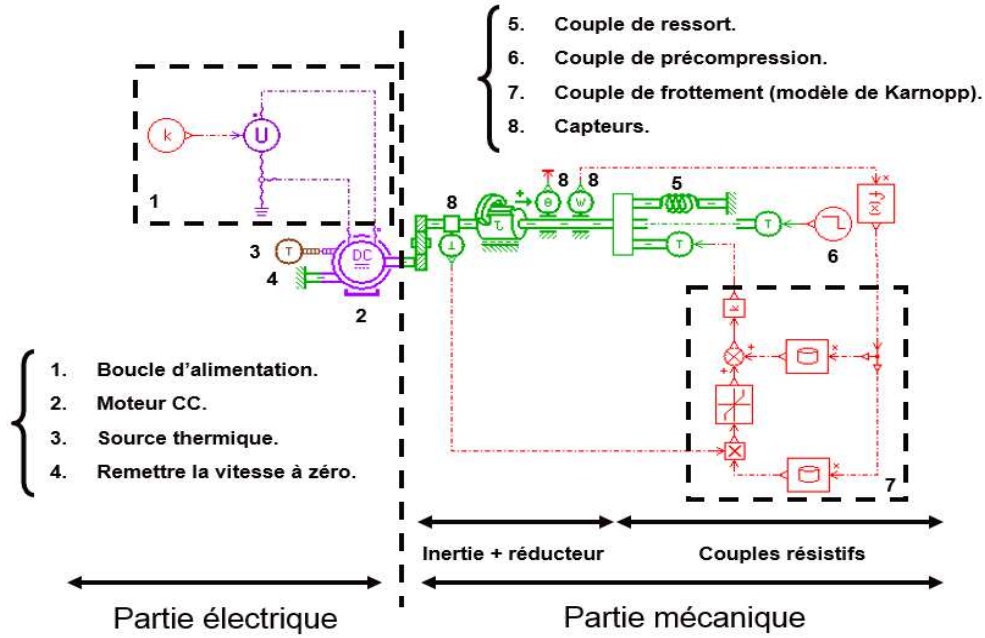 5. Couple de ressort.
6. Couple de précompression.
7. Couple de frottement (modèle de Karnopp).
8. Capteurs.
k
U
1
8
8
8
5
θ
W
T
J
T
T
x
f(x)
6
3
T
DC
4
2
k
x
x
7
1. Boucle d’alimentation.
2. Moteur CC.
3. Source thermique.
4. Remettre la vitesse à zéro.
Inertie + réducteur
Couples résistifs
Partie électrique
Partie mécanique